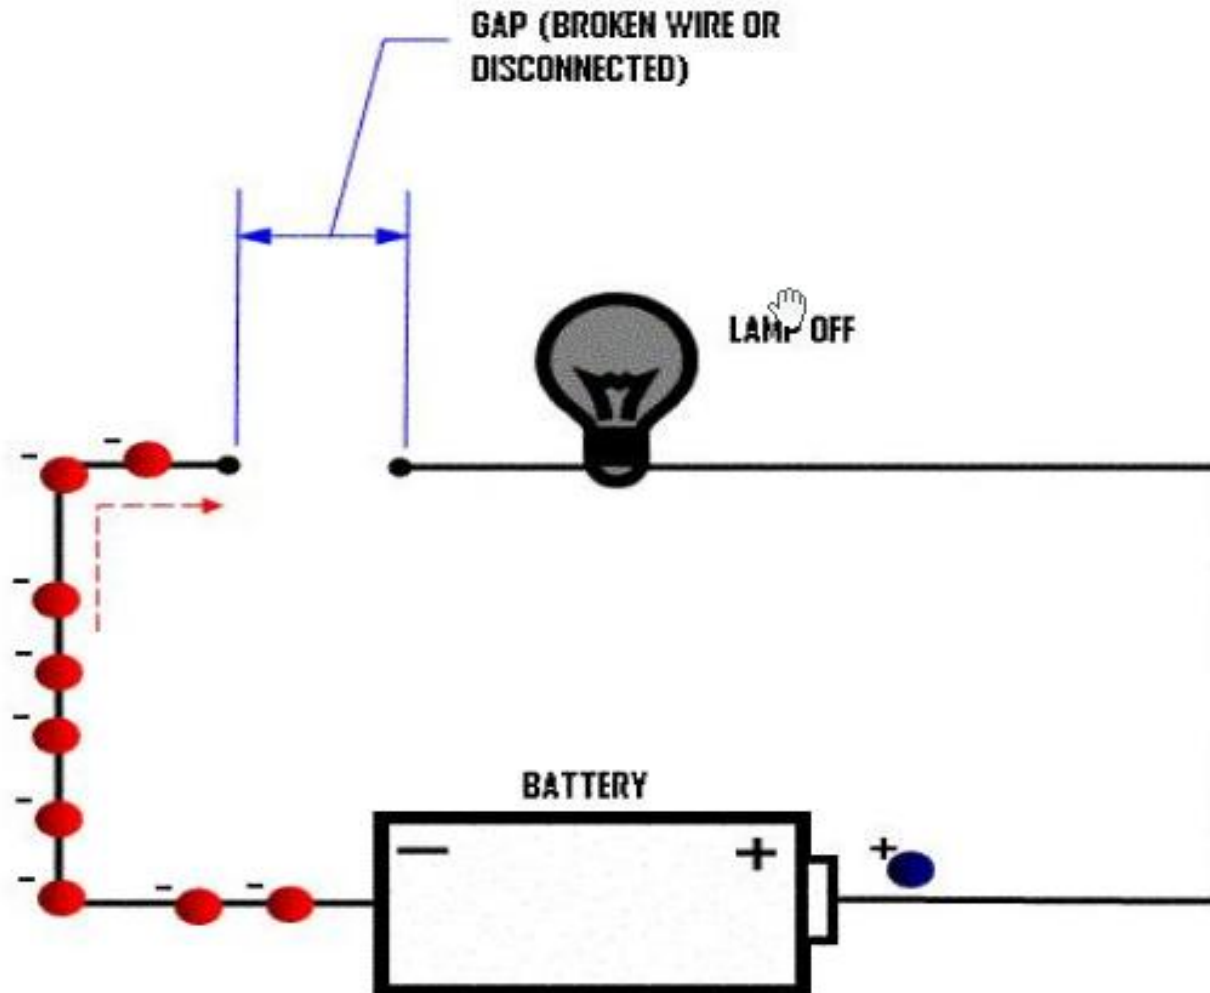 GAP (BROKEN WIRE OR
DISCONNECTED)
LAMP OFF
-
-
-
-
-
-
BATTERY
— +
+
-
- -